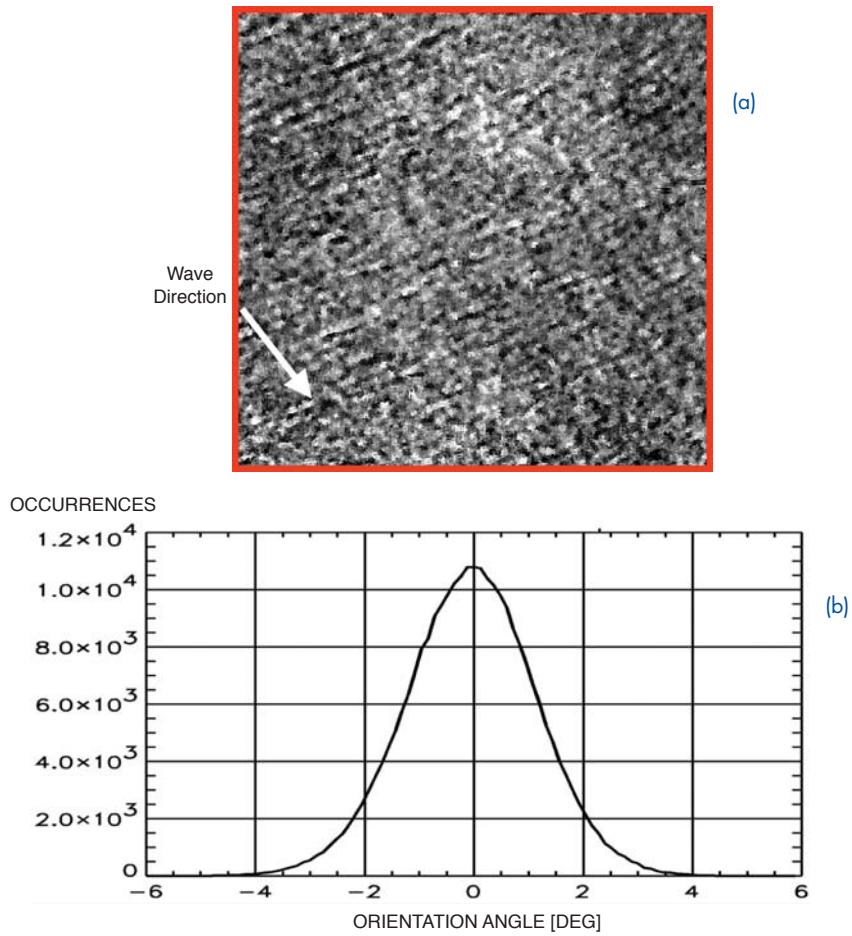 (a)
Wave
Direction
OCCURRENCES
1.2×10⁴
1.0×10⁴
8.0×10³
6.0×10³
4.0×10³
2.0×10³
0
−6 −4 −2 0 2 4 6
(b)
ORIENTATION ANGLE [DEG]